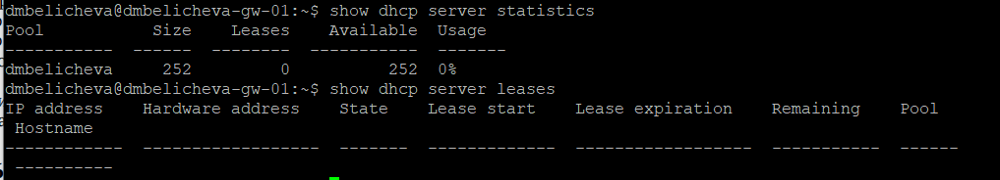 dmbelicheva@dmbelicheva-gw-01:~$ show dhcp server statistics
Pool           Size    Leases    Available  Usage
-----------  ------  --------  -----------  -------
dmbelicheva     252         0          252  0%
dmbelicheva@dmbelicheva-gw-01:~$ show dhcp server leases
IP address    Hardware address    State    Lease start    Lease expiration    Remaining    Pool
 Hostname
------------  ------------------  -------  -------------  ------------------  -----------  ------
 ----------